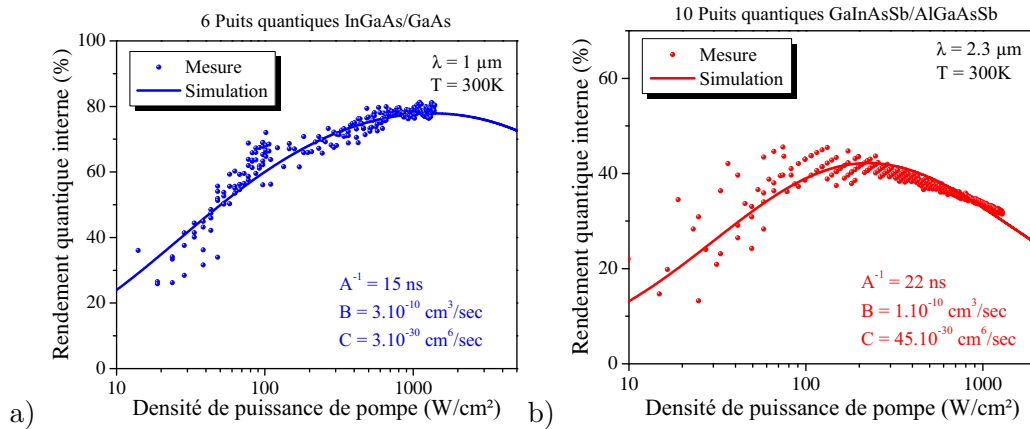 6 Puits quantiques InGaAs/GaAs
Rendement quantique interne (%)
100
80
60
40
20
0
Mesure
Simulation
λ = 1 µm
T = 300K
A⁻¹ = 15 ns
B = 3.10⁻¹⁰ cm³/sec
C = 3.10⁻³⁰ cm⁶/sec
10 100 1000
Densité de puissance de pompe (W/cm²)
a)
10 Puits quantiques GaInAsSb/AlGaAsSb
Rendement quantique interne (%)
60
40
20
0
Mesure
Simulation
λ = 2.3 µm
T = 300K
A⁻¹ = 22 ns
B = 1.10⁻¹⁰ cm³/sec
C = 45.10⁻³⁰ cm⁶/sec
10 100 1000
Densité de puissance de pompe (W/cm²)
b)